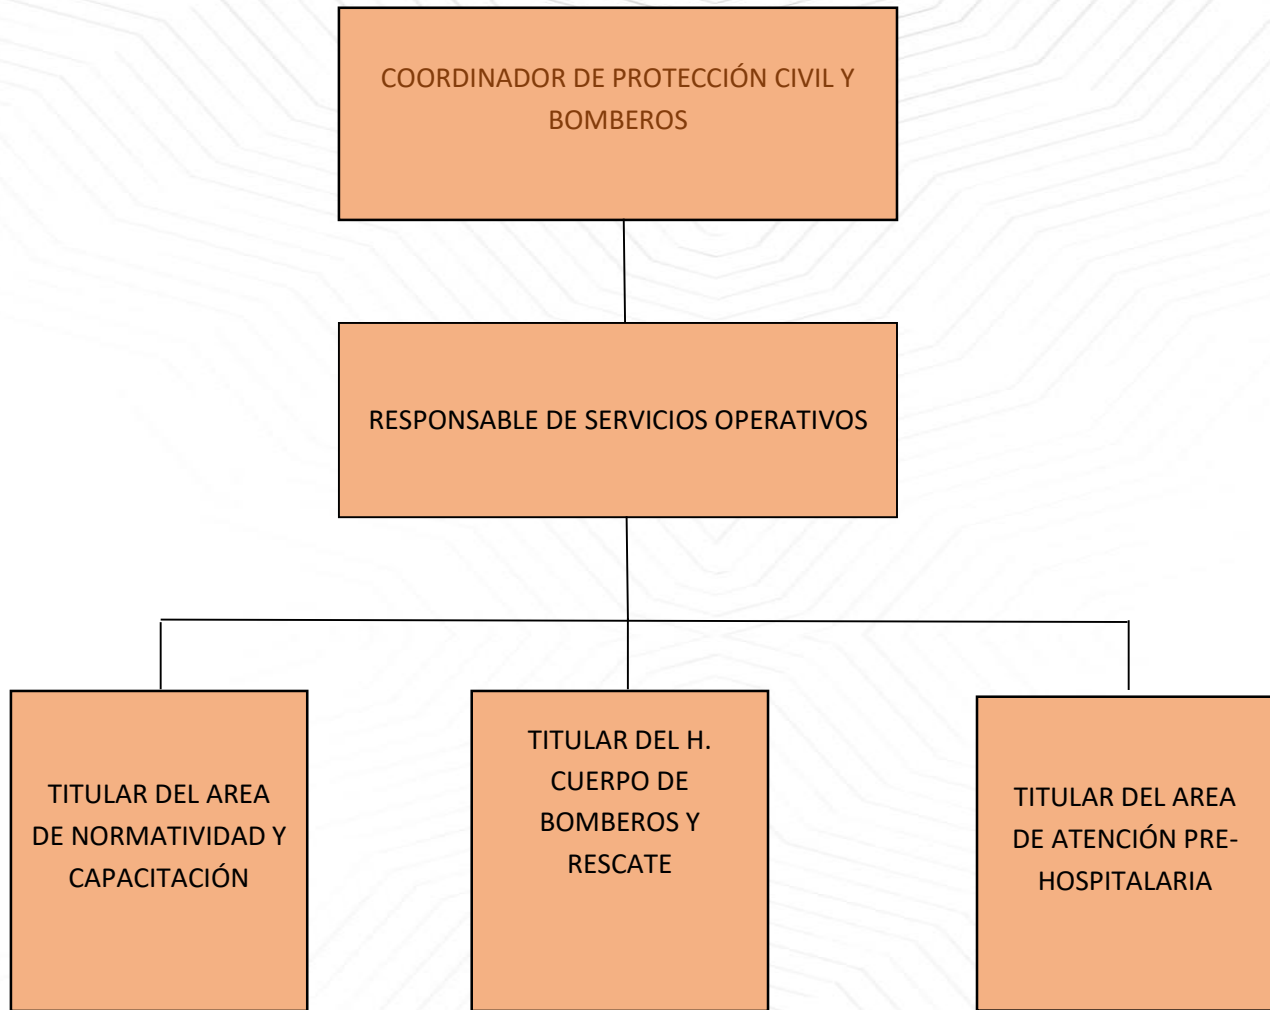 COORDINADOR DE PROTECCIÓN CIVIL Y
BOMBEROS
RESPONSABLE DE SERVICIOS OPERATIVOS
TITULAR DEL AREA
DE NORMATIVIDAD Y
CAPACITACIÓN
TITULAR DEL H.
CUERPO DE
BOMBEROS Y
RESCATE
TITULAR DEL AREA
DE ATENCIÓN PRE-
HOSPITALARIA